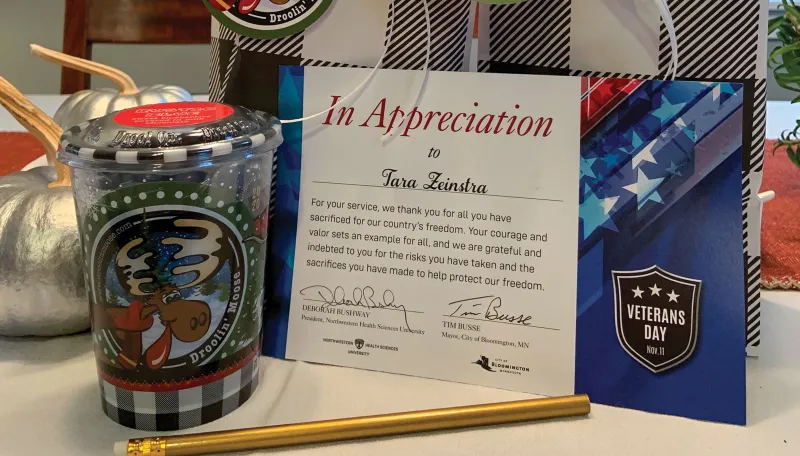 Droolin'
In Appreciation
to
Tara Zeinstra
For your service, we thank you for all you have
sacrificed for our country's freedom. Your courage and
valor sets an example for all, and we are grateful and
indebted to you for the risks you have taken and the
sacrifices you have made to help protect our freedom.
Deborah Bushway
DEBORAH BUSHWAY
President, Northwestern Health Sciences University
Tim Busse
TIM BUSSE
Mayor, City of Bloomington, MN
NORTHWESTERN HEALTH SCIENCES
UNIVERSITY
CITY OF
BLOOMINGTON
MINNESOTA
VETERANS
DAY
NOV. 11
Droolin' Moose